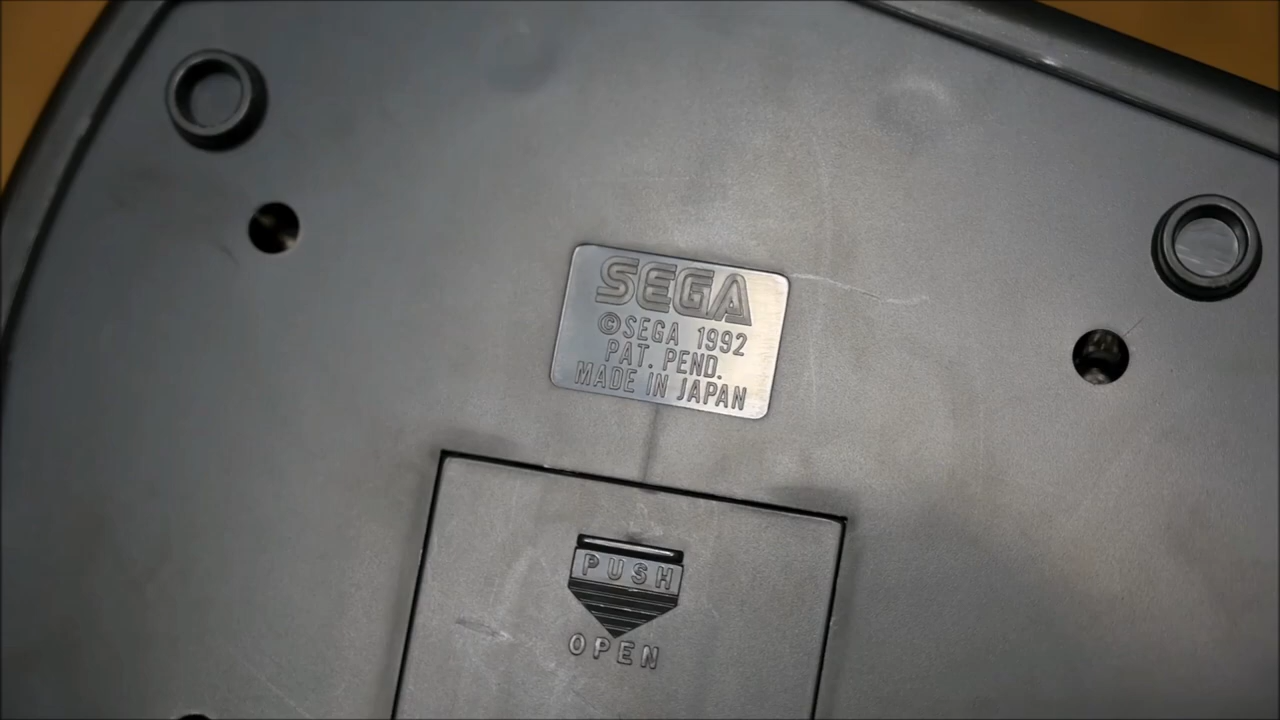 SEGA
©SEGA 1992
PAT. PEND.
MADE IN JAPAN
PUSH
OPEN